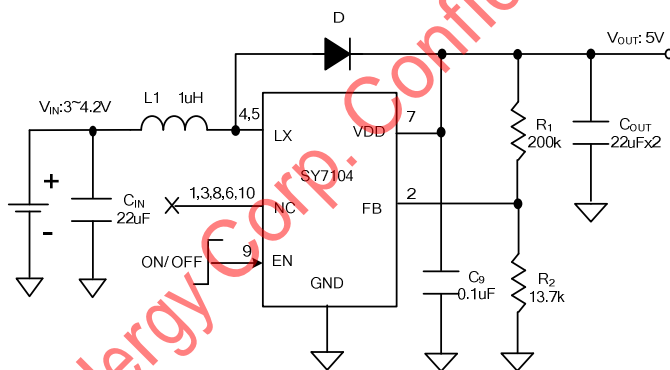 D
VOUT: 5V
VIN:3~4.2V
L1 1uH
4,5
LX
VDD
7
R1
200k
COUT
22uFx2
SY7104
CIN
22uF
+
-
1,3,8,6,10
NC
FB
2
ON/OFF
9
EN
GND
C9
0.1uF
R2
13.7k
ergy Corp. Confi